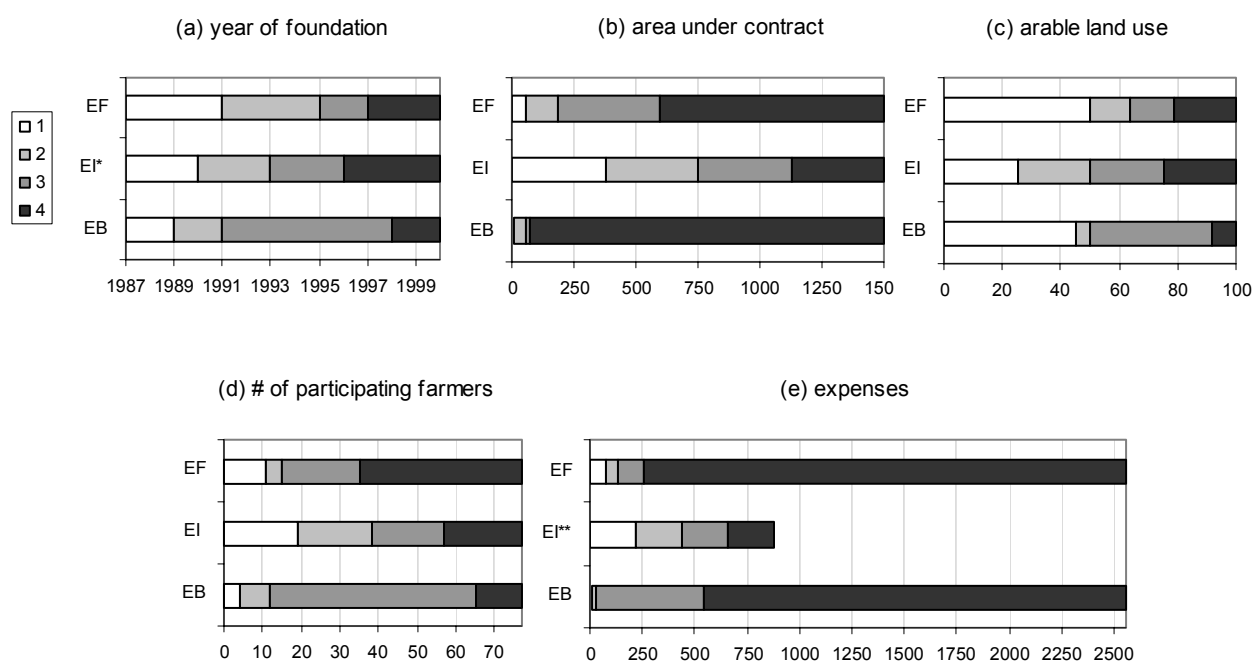 (a) year of foundation
(b) area under contract
(c) arable land use
1
2
3
4
EF
EI*
EB
1987 1989 1991 1993 1995 1997 1999
EF
EI
EB
0 250 500 750 1000 1250 150
EF
EI
EB
0 20 40 60 80 100
(d) # of participating farmers
(e) expenses
EF
EI
EB
0 10 20 30 40 50 60 70
EF
EI**
EB
0 250 500 750 1000 1250 1500 1750 2000 2250 2500